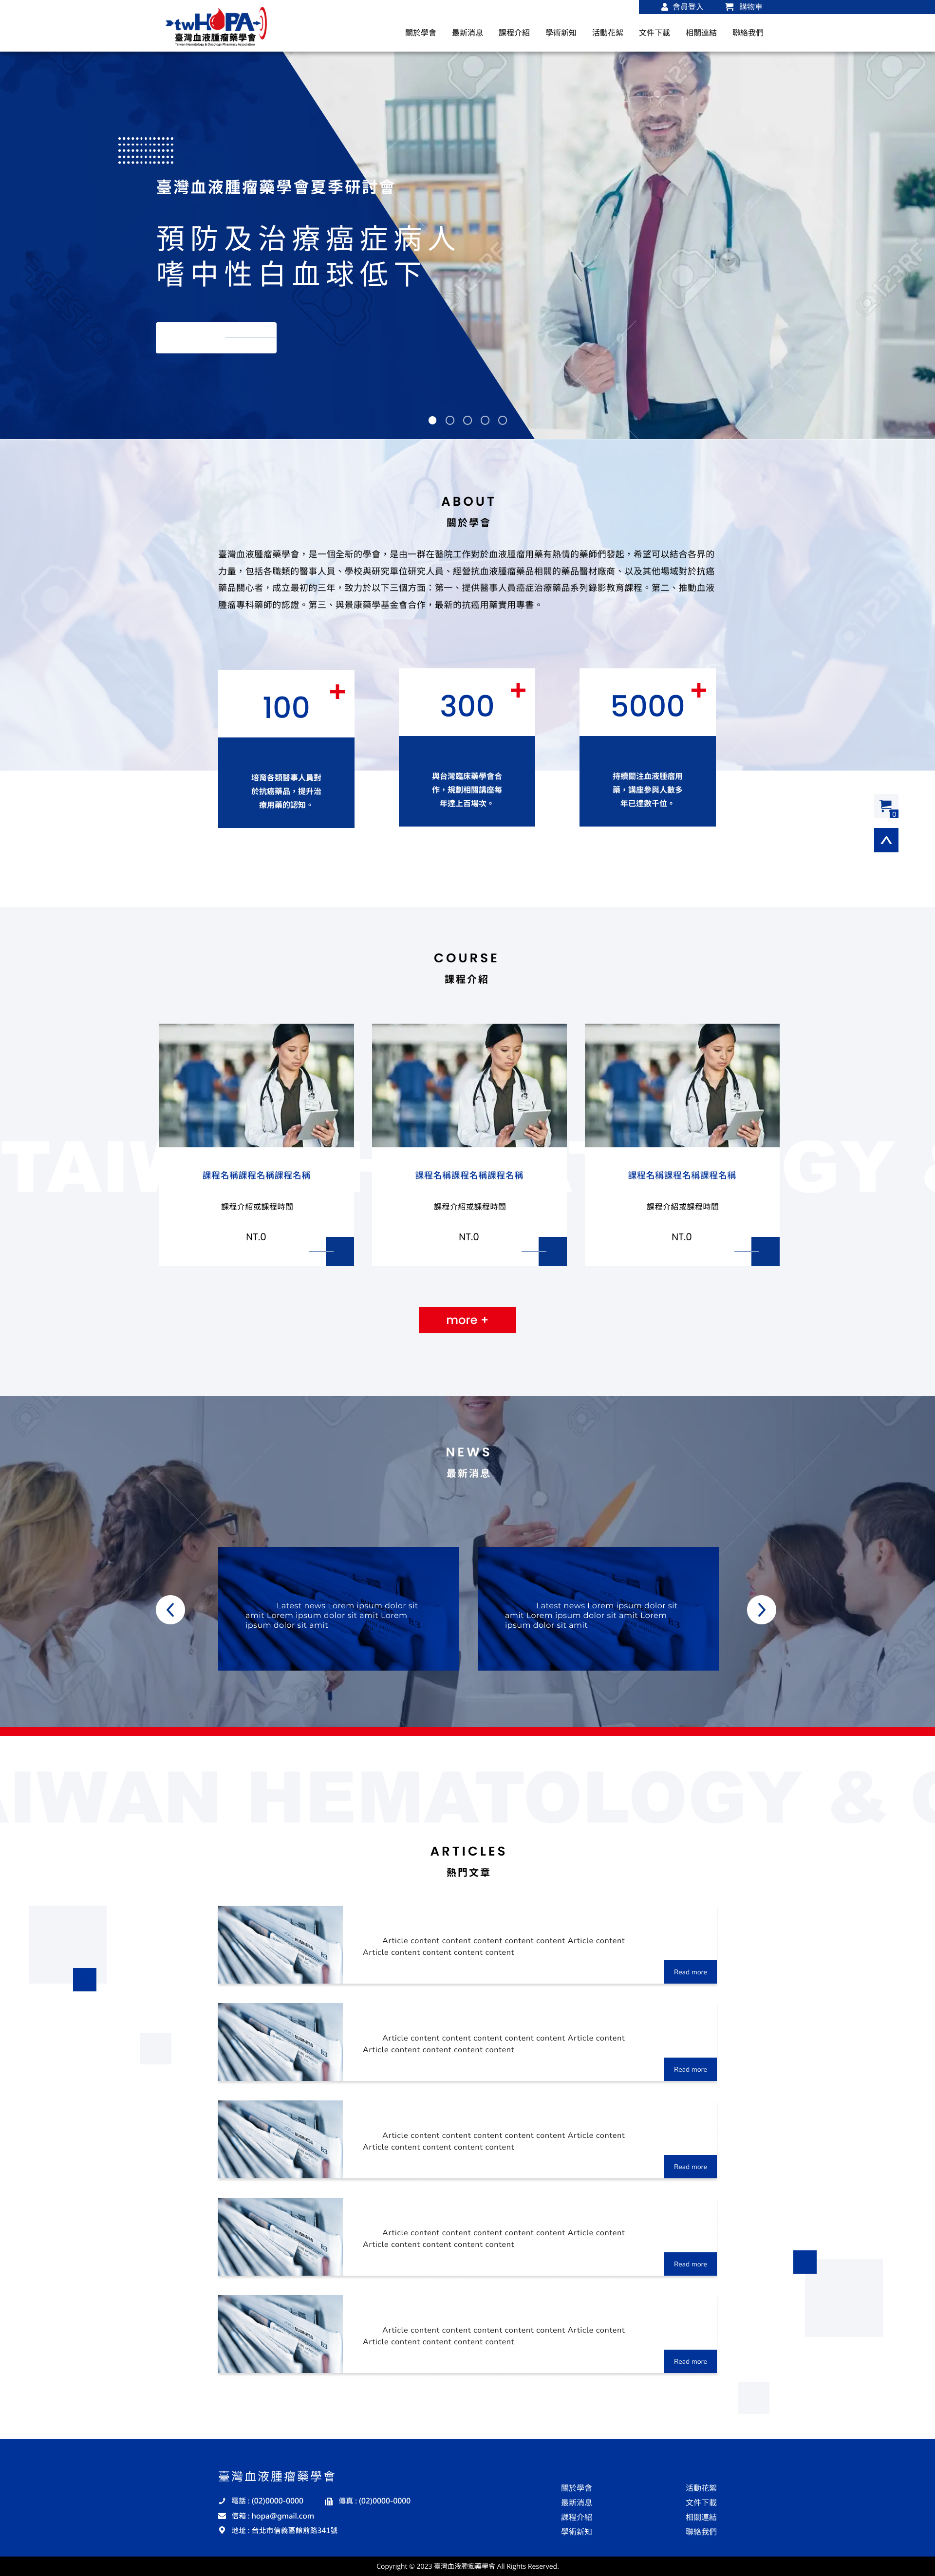 會員登入
購物車
twHOPA
臺灣血液腫瘤藥學會
Taiwan Hematology & Oncology Pharmacy Association
關於學會
最新消息
課程介紹
學術新知
活動花絮
文件下載
相關連結
聯絡我們
臺灣血液腫瘤藥學會夏季研討會
預防及治療癌症病人
嗜中性白血球低下
123RF
ABOUT
關於學會
臺灣血液腫瘤藥學會，是一個全新的學會，是由一群在醫院工作對於血液腫瘤用藥有熱情的藥師們發起，希望可以結合各界的
力量，包括各職類的醫事人員、學校與研究單位研究人員、經營抗血液腫瘤藥品相關的藥品醫材廠商、以及其他場域對於抗癌
藥品關心者，成立最初的三年，致力於以下三個方面：第一、提供醫事人員癌症治療藥品系列錄影教育課程。第二、推動血液
腫瘤專科藥師的認證。第三、與景康藥學基金會合作，最新的抗癌用藥實用專書。
100
+
培育各類醫事人員對
於抗癌藥品，提升治
療用藥的認知。
300
+
與台灣臨床藥學會合
作，規劃相關講座每
年達上百場次。
5000
+
持續關注血液腫瘤用
藥，講座參與人數多
年已達數千位。
0
COURSE
課程介紹
課程名稱課程名稱課程名稱
課程介紹或課程時間
NT.0
課程名稱課程名稱課程名稱
課程介紹或課程時間
NT.0
課程名稱課程名稱課程名稱
課程介紹或課程時間
NT.0
more +
NEWS
最新消息
Latest news Lorem ipsum dolor sit
amit Lorem ipsum dolor sit amit Lorem
ipsum dolor sit amit
Latest news Lorem ipsum dolor sit
amit Lorem ipsum dolor sit amit Lorem
ipsum dolor sit amit
AIWAN HEMATOLOGY & O
ARTICLES
熱門文章
Article content content content content content Article content
Article content content content content
Read more
Article content content content content content Article content
Article content content content content
Read more
Article content content content content content Article content
Article content content content content
Read more
Article content content content content content Article content
Article content content content content
Read more
Article content content content content content Article content
Article content content content content
Read more
臺灣血液腫瘤藥學會
電話 : (02)0000-0000
傳真 : (02)0000-0000
信箱 : hopa@gmail.com
地址 : 台北市信義區館前路341號
關於學會
最新消息
課程介紹
學術新知
活動花絮
文件下載
相關連結
聯絡我們
Copyright © 2023 臺灣血液腫瘤藥學會 All Rights Reserved.